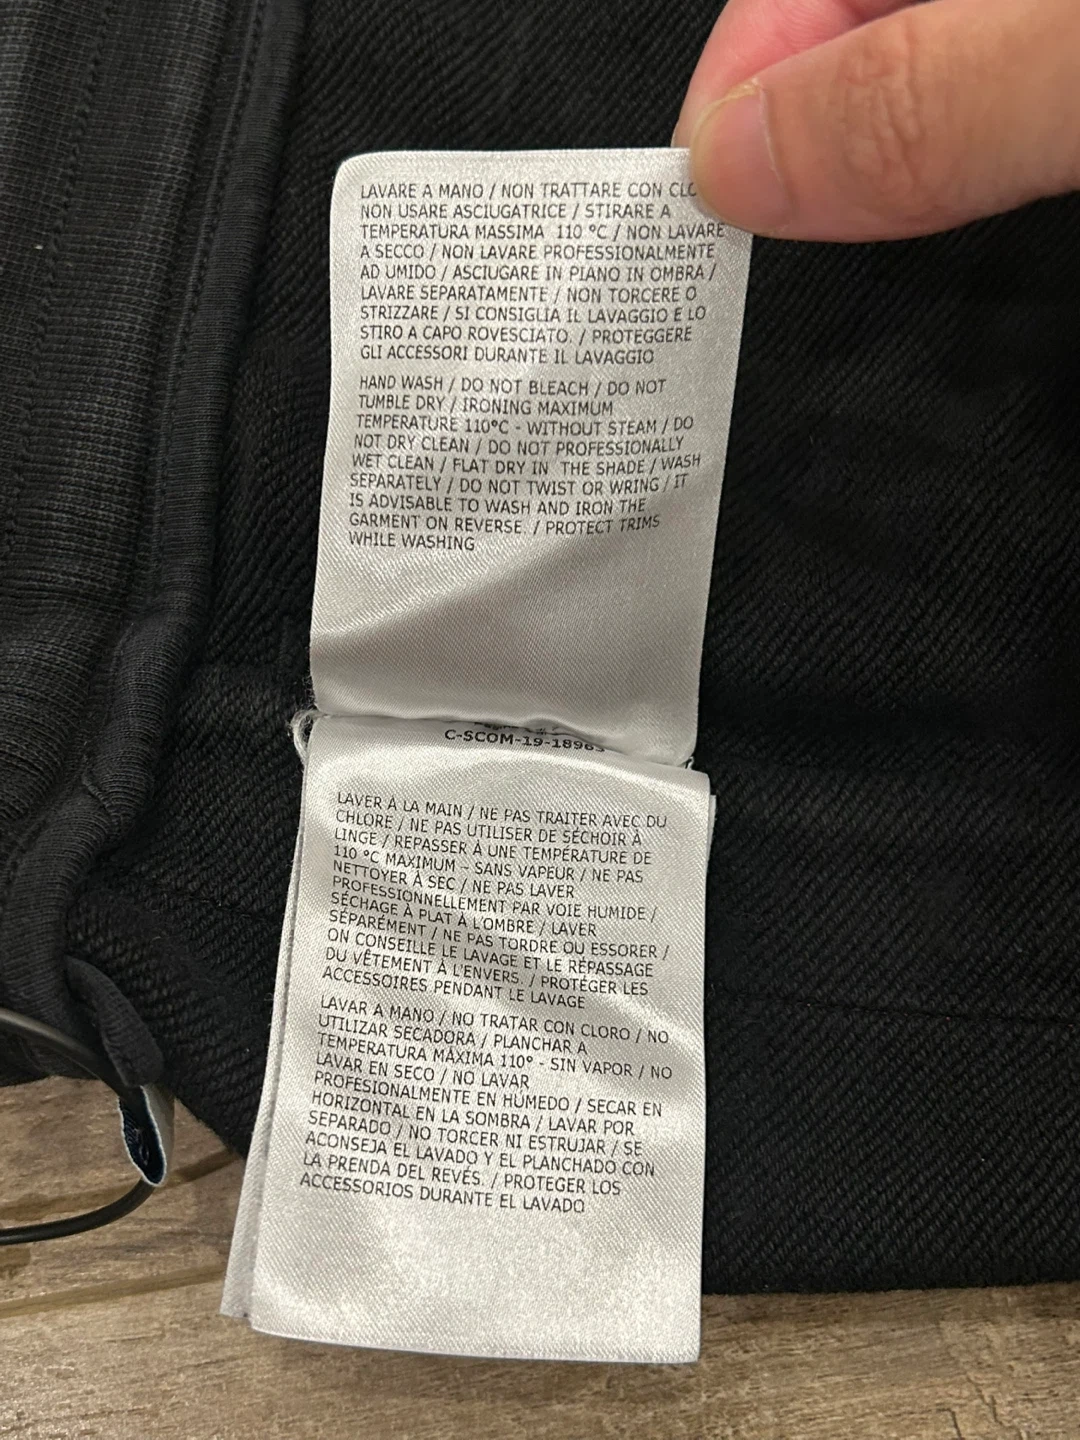 LAVARE A MANO / NON TRATTARE CON
NON USARE ASCIUGATRICE / STIRARE A
TEMPERATURA MASSIMA 110 °C / NON LAVARE
A SECCO / NON LAVARE PROFESSIONALMENTE
AD UMIDO / ASCIUGARE IN PIANO IN OMBRA /
LAVARE SEPARATAMENTE / NON TORCERE O
STRIZZARE / SI CONSIGLIA IL LAVAGGIO E LO
STIRO A CAPO ROVESCIATO. / PROTEGGERE
GLI ACCESSORI DURANTE IL LAVAGGIO
HAND WASH / DO NOT BLEACH / DO NOT
TUMBLE DRY / IRONING MAXIMUM
TEMPERATURE 110°C - WITHOUT STEAM / DO
NOT DRY CLEAN / DO NOT PROFESSIONALLY
WET CLEAN / FLAT DRY IN THE SHADE / WASH
SEPARATELY / DO NOT TWIST OR WRING / IT
IS ADVISABLE TO WASH AND IRON THE
GARMENT ON REVERSE. / PROTECT TRIMS
WHILE WASHING
C-SCOM-19-18963
LAVER À LA MAIN / NE PAS TRAITER AVEC DU
CHLORE / NE PAS UTILISER DE SÉCHOIR À
LINGE / REPASSER À UNE TEMPÉRATURE DE
110 °C MAXIMUM - SANS VAPEUR / NE PAS
NETTOYER À SEC / NE PAS LAVER
PROFESSIONNELLEMENT PAR VOIE HUMIDE /
SÉCHAGE À PLAT À L'OMBRE / LAVER
SÉPARÉMENT / NE PAS TORDRE OU ESSORER /
ON CONSEILLE LE LAVAGE ET LE RÉPASSAGE
DU VÊTEMENT À L'ENVERS. / PROTÉGER LES
ACCESSOIRES PENDANT LE LAVAGE
LAVAR A MANO / NO TRATAR CON CLORO / NO
UTILIZAR SECADORA / PLANCHAR A
TEMPERATURA MÁXIMA 110° - SIN VAPOR / NO
LAVAR EN SECO / NO LAVAR
PROFESIONALMENTE EN HÚMEDO / SECAR EN
HORIZONTAL EN LA SOMBRA / LAVAR POR
SEPARADO / NO TORCER NI ESTRUJAR / SE
ACONSEJA EL LAVADO Y EL PLANCHADO CON
LA PRENDA DEL REVÉS. / PROTEGER LOS
ACCESSORIOS DURANTE EL LAVADO